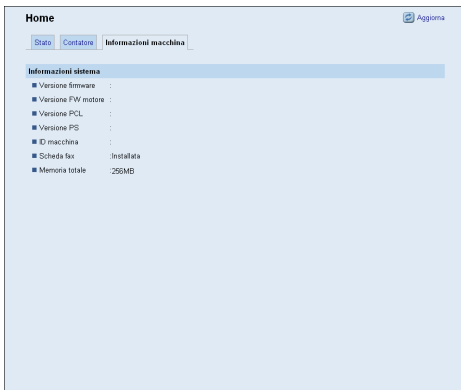 Home
Aggiorna
Stato Contatore Informazioni macchina
Informazioni sistema
Versione firmware :
Versione FW motore :
Versione PCL :
Versione PS :
ID macchina :
Scheda fax :Installata
Memoria totale :256MB